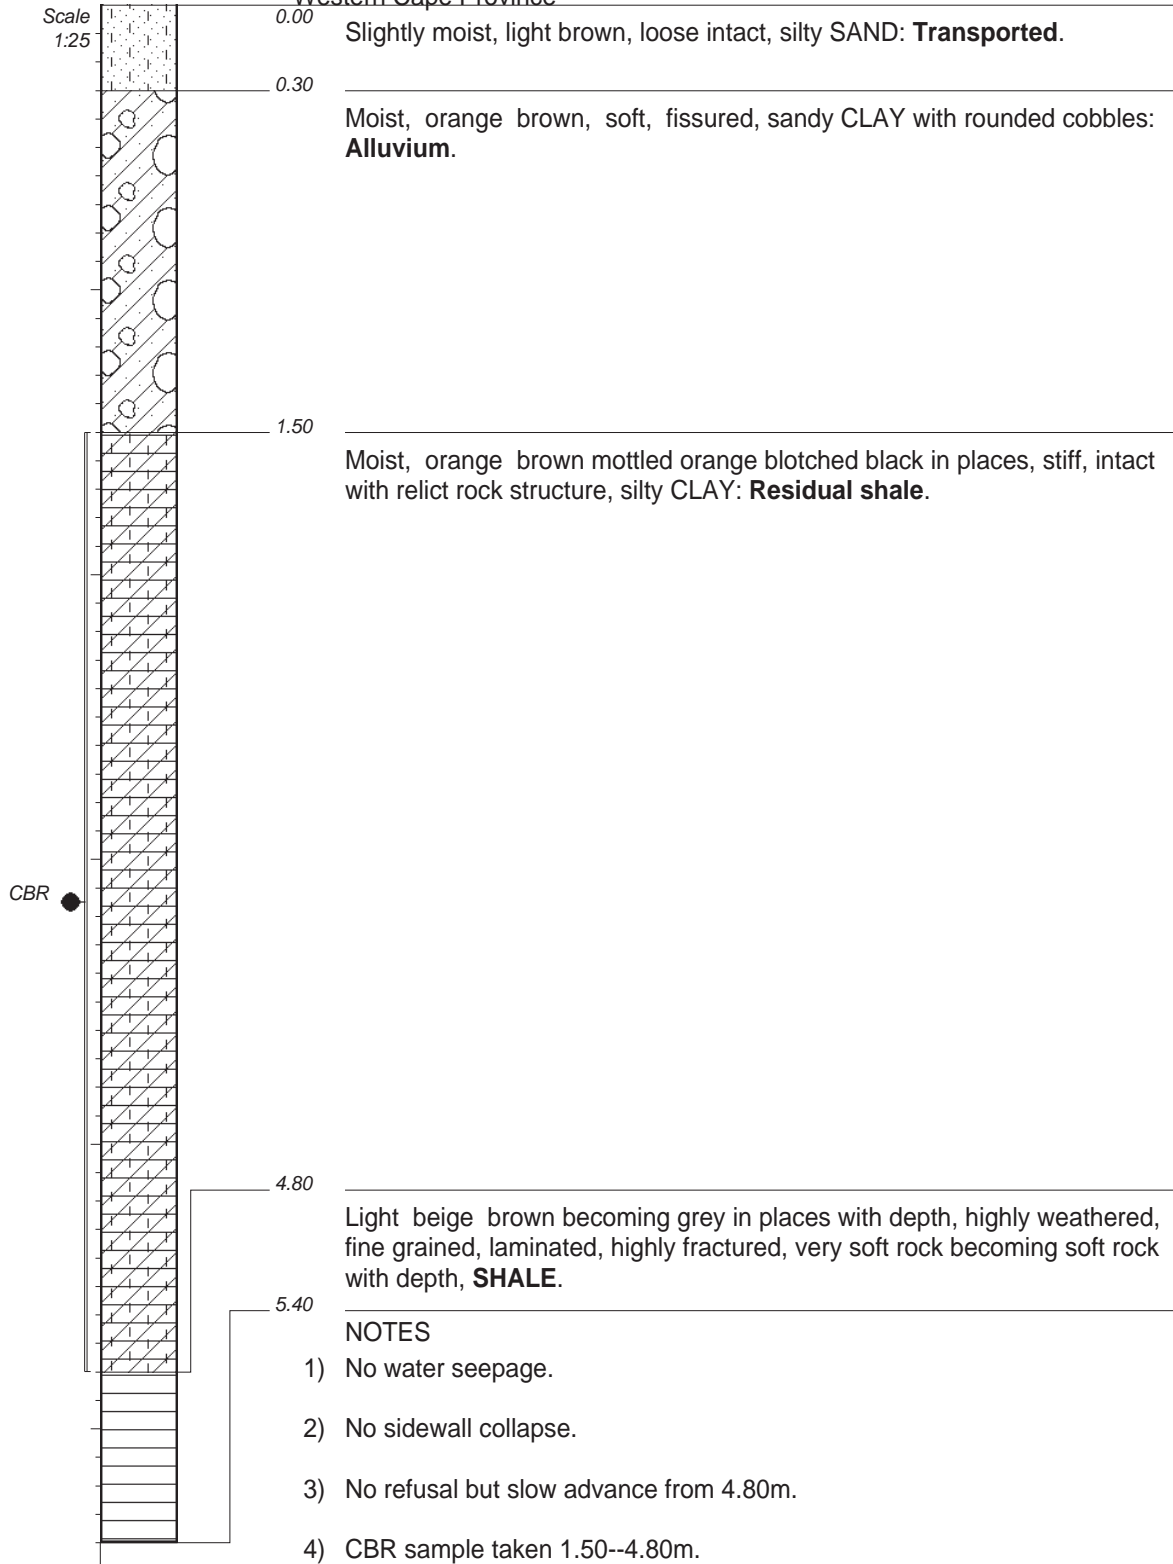 Western Cape Province
Scale
1:25
0.00
Slightly moist, light brown, loose intact, silty SAND: Transported.
0.30
Moist, orange brown, soft, fissured, sandy CLAY with rounded cobbles:
Alluvium.
1.50
Moist, orange brown mottled orange blotched black in places, stiff, intact
with relict rock structure, silty CLAY: Residual shale.
CBR
4.80
Light beige brown becoming grey in places with depth, highly weathered,
fine grained, laminated, highly fractured, very soft rock becoming soft rock
with depth, SHALE.
5.40
NOTES
1) No water seepage.
2) No sidewall collapse.
3) No refusal but slow advance from 4.80m.
4) CBR sample taken 1.50--4.80m.